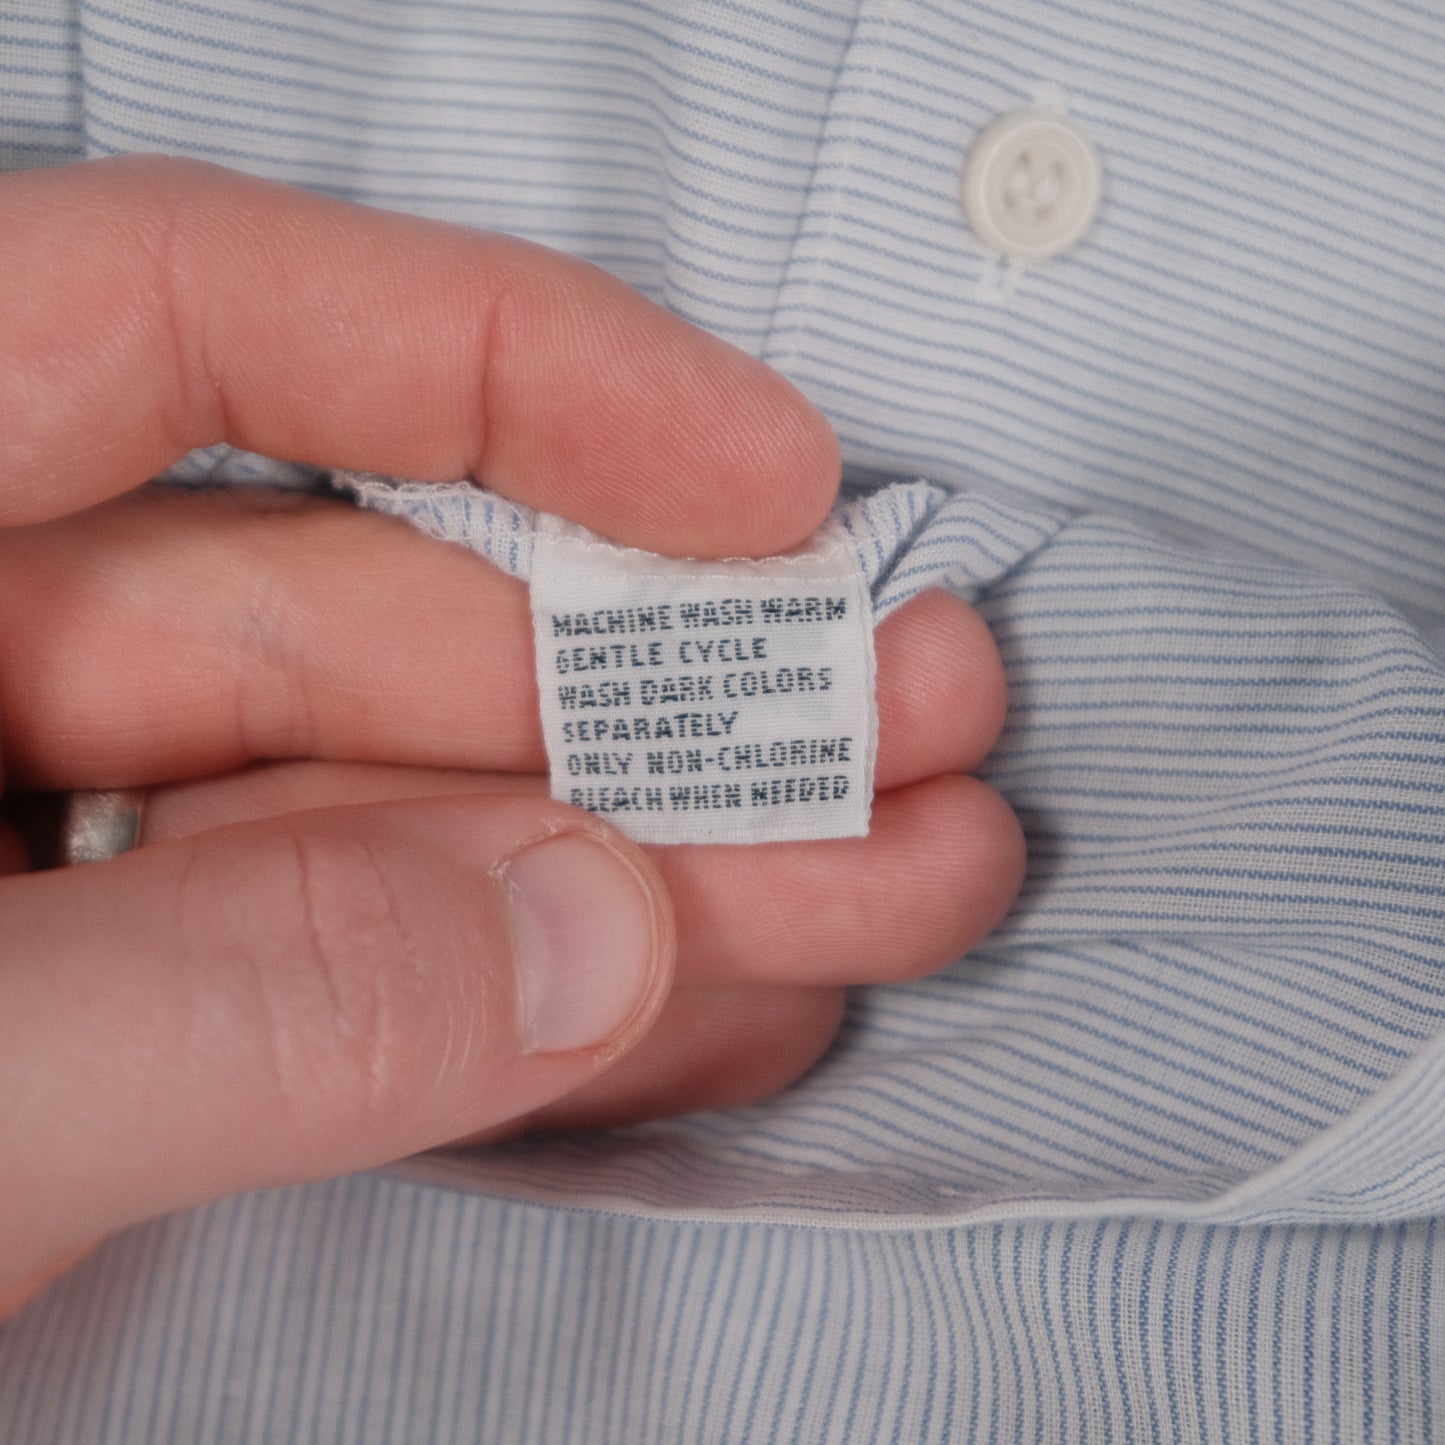 MACHINE WASH WARM
GENTLE CYCLE
WASH DARK COLORS
SEPARATELY
ONLY NON-CHLORINE
BLEACH WHEN NEEDED